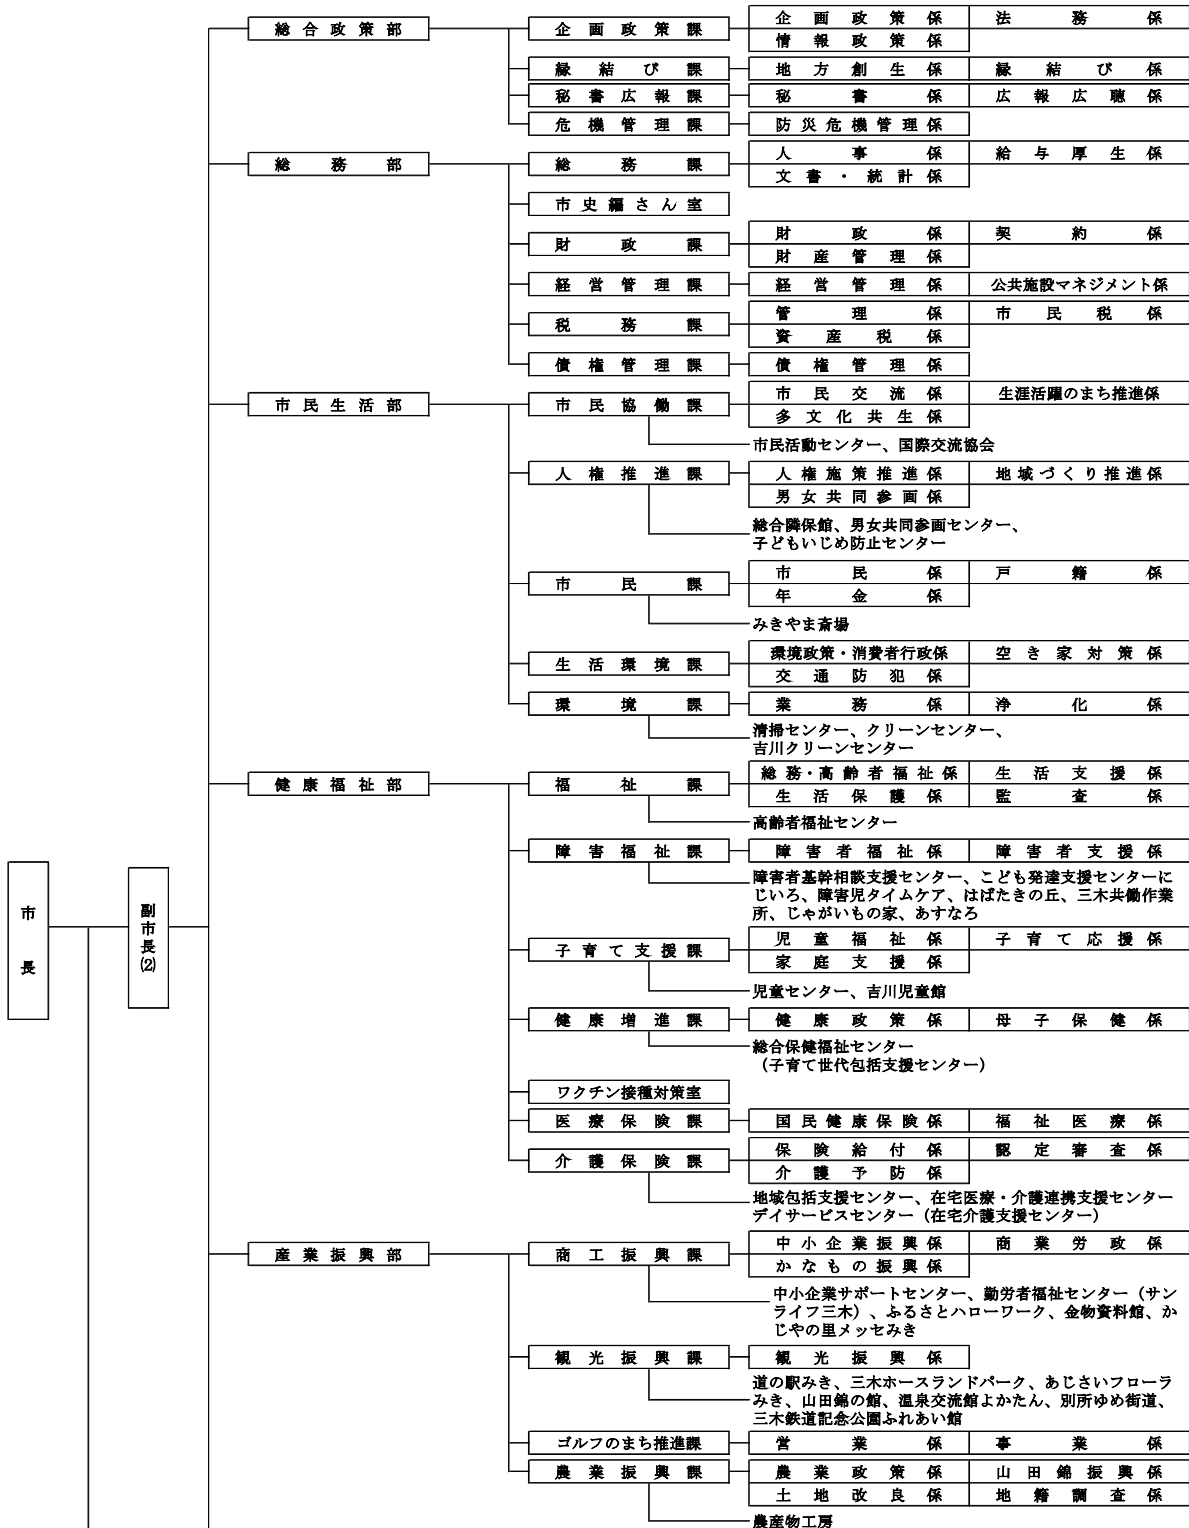 総合政策部 企画政策課 企画政策係 法務係
情報政策係
縁結び課 地方創生係 縁結び係
秘書広報課 秘書係 広報広聴係
危機管理課 防災危機管理係
総務部 総務課 人事係 給与厚生係
文書・統計係
市史編さん室
財政課 財政係 契約係
財産管理係
経営管理課 経営管理係 公共施設マネジメント係
税務課 管理係 市民税係
資産税係
債権管理課 債権管理係
市民生活部 市民協働課 市民交流係 生涯活躍のまち推進係
多文化共生係
市民活動センター、国際交流協会
人権推進課 人権施策推進係 地域づくり推進係
男女共同参画係
総合隣保館、男女共同参画センター、
子どもいじめ防止センター
市民課 市民係 戸籍係
年金係
みきやま斎場
生活環境課 環境政策・消費者行政係 空き家対策係
交通防犯係
環境課 業務係 浄化係
清掃センター、クリーンセンター、
吉川クリーンセンター
健康福祉部 福祉課 総務・高齢者福祉係 生活支援係
生活保護係 監査係
高齢者福祉センター
市長 副市長(2)
障害福祉課 障害者福祉係 障害者支援係
障害者基幹相談支援センター、こども発達支援センターに
じいろ、障害児タイムケア、はばたきの丘、三木共働作業
所、じゃがいもの家、あすなろ
子育て支援課 児童福祉係 子育て応援係
家庭支援係
児童センター、吉川児童館
健康増進課 健康政策係 母子保健係
総合保健福祉センター
（子育て世代包括支援センター）
ワクチン接種対策室
医療保険課 国民健康保険係 福祉医療係
介護保険課 保険給付係 認定審査係
介護予防係
地域包括支援センター、在宅医療・介護連携支援センター
デイサービスセンター（在宅介護支援センター）
産業振興部 商工振興課 中小企業振興係 商業労政係
かなもの振興係
中小企業サポートセンター、勤労者福祉センター（サン
ライフ三木）、ふるさとハローワーク、金物資料館、か
じやの里メッセみき
観光振興課 観光振興係
道の駅みき、三木ホースランドパーク、あじさいフローラ
みき、山田錦の館、温泉交流館よかたん、別所ゆめ街道、
三木鉄道記念公園ふれあい館
ゴルフのまち推進課 営業係 事業係
農業振興課 農業政策係 山田錦振興係
土地改良係 地籍調査係
農産物工房